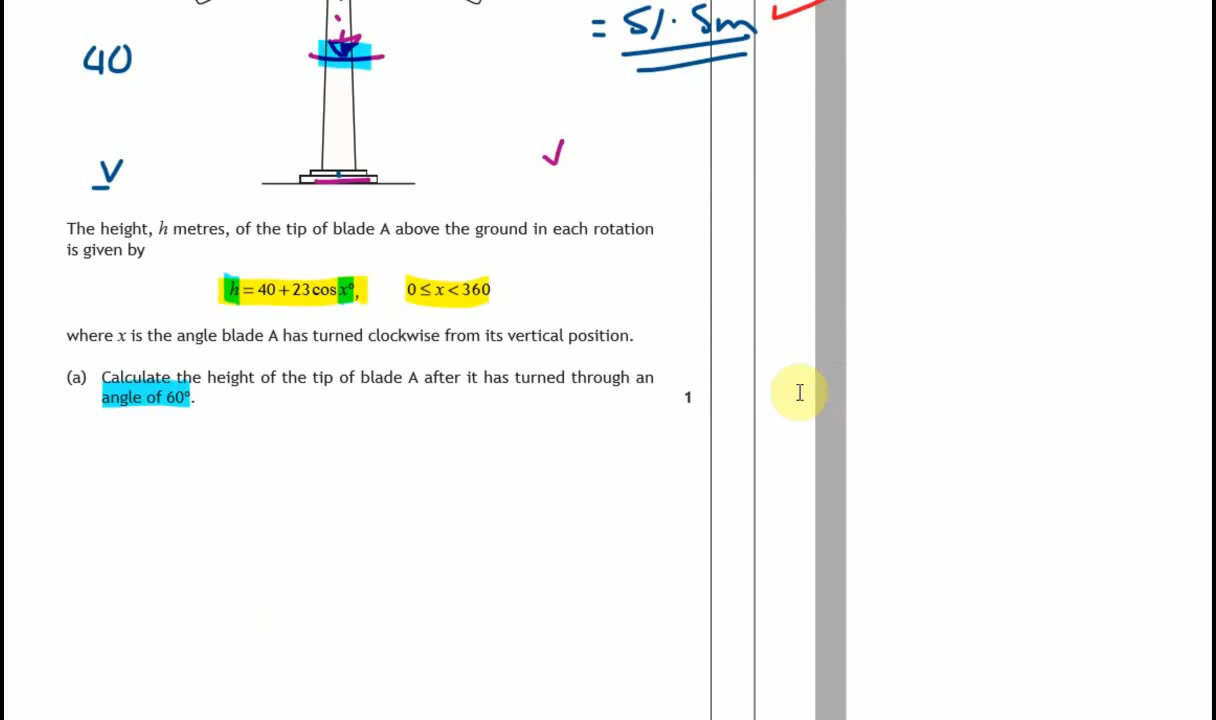 = 51.5m
40
v
The height, h metres, of the tip of blade A above the ground in each rotation
is given by
h = 40 + 23 cos x°, 0 ≤ x < 360
where x is the angle blade A has turned clockwise from its vertical position.
(a) Calculate the height of the tip of blade A after it has turned through an
angle of 60°. 1